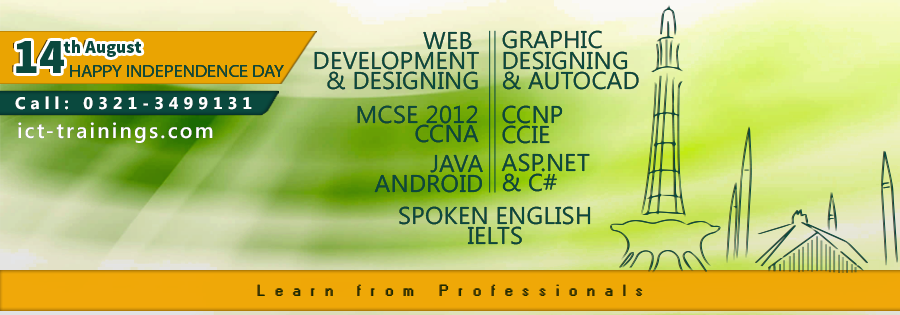 14th August
HAPPY INDEPENDENCE DAY
Call: 0321-3499131
ict-trainings.com
WEB
DEVELOPMENT
& DESIGNING
MCSE 2012
CCNA
JAVA
ANDROID
GRAPHIC
DESIGNING
& AUTOCAD
CCNP
CCIE
ASP.NET
& C#
SPOKEN ENGLISH
IELTS
Learn from Professionals